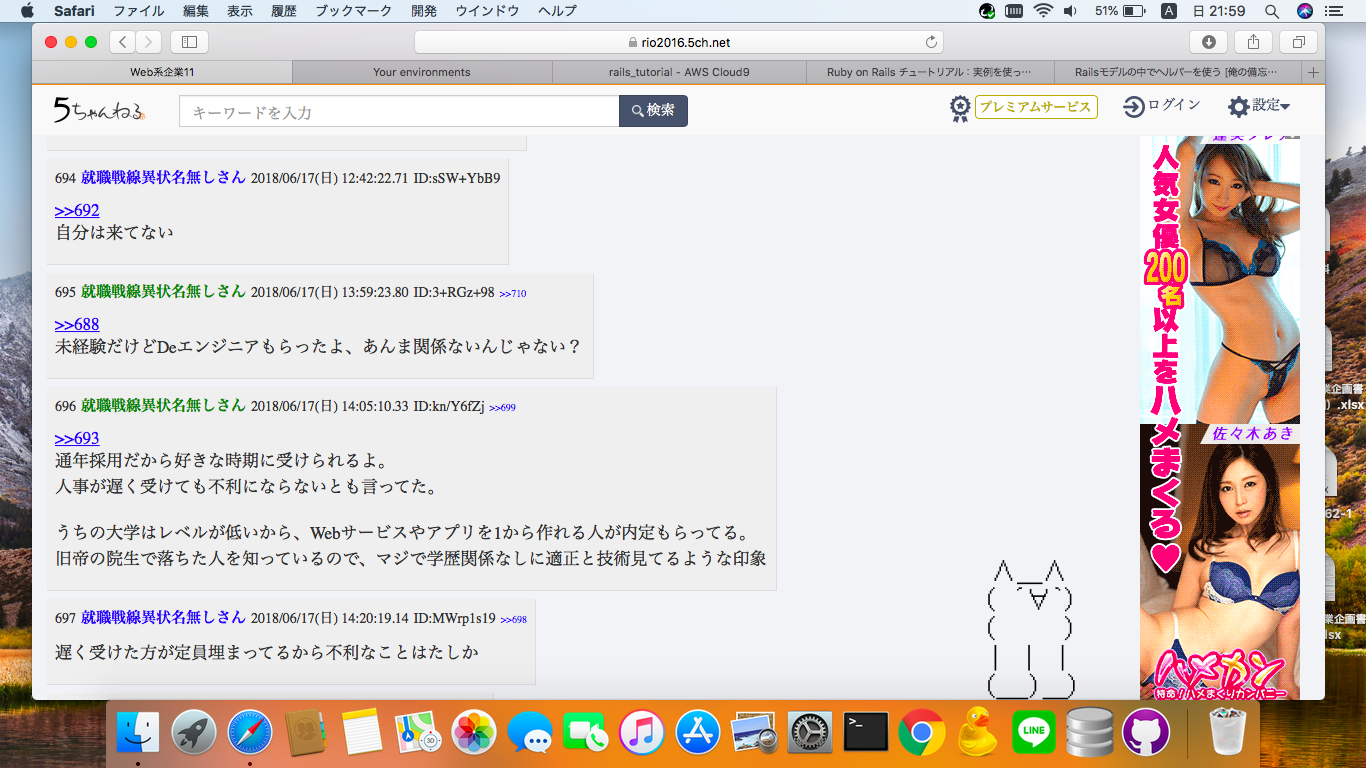 Safari ファイル 編集 表示 履歴 ブックマーク 開発 ウインドウ ヘルプ 51% A 日 21:59
rio2016.5ch.net
Web系企業11 Your environments rails_tutorial - AWS Cloud9 Ruby on Rails チュートリアル：実例を使っ… Railsモデルの中でヘルパーを使う [俺の備忘…
5ちゃんねる キーワードを入力 検索 プレミアムサービス ログイン 設定
694 就職戦線異状名無しさん 2018/06/17(日) 12:42:22.71 ID:sSW+YbB9
>>692
自分は来てない
695 就職戦線異状名無しさん 2018/06/17(日) 13:59:23.80 ID:3+RGz+98 >>710
>>688
未経験だけどDeエンジニアもらったよ、あんま関係ないんじゃない？
696 就職戦線異状名無しさん 2018/06/17(日) 14:05:10.33 ID:kn/Y6fZj >>699
>>693
通年採用だから好きな時期に受けられるよ。
人事が遅く受けても不利にならないとも言ってた。
うちの大学はレベルが低いから、Webサービスやアプリを1から作れる人が内定もらってる。
旧帝の院生で落ちた人を知っているので、マジで学歴関係なしに適正と技術見てるような印象
697 就職戦線異状名無しさん 2018/06/17(日) 14:20:19.14 ID:MWrp1s19 >>698
遅く受けた方が定員埋まってるから不利なことはたしか
人気女優200名以上をハメまくる♥
佐々木あき
ハメカン
特命！ハメまくりカンパニー
業企画書
.xlsx
62-1
業企画書
lsx
30
LINE